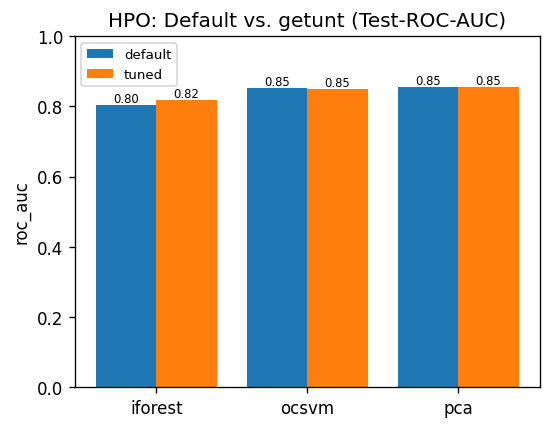 HPO: Default vs. getunt (Test-ROC-AUC)
1.0
0.8
0.6
0.4
0.2
0.0
roc_auc
default
tuned
0.80
0.82
0.85
0.85
0.85
0.85
iforest
ocsvm
pca